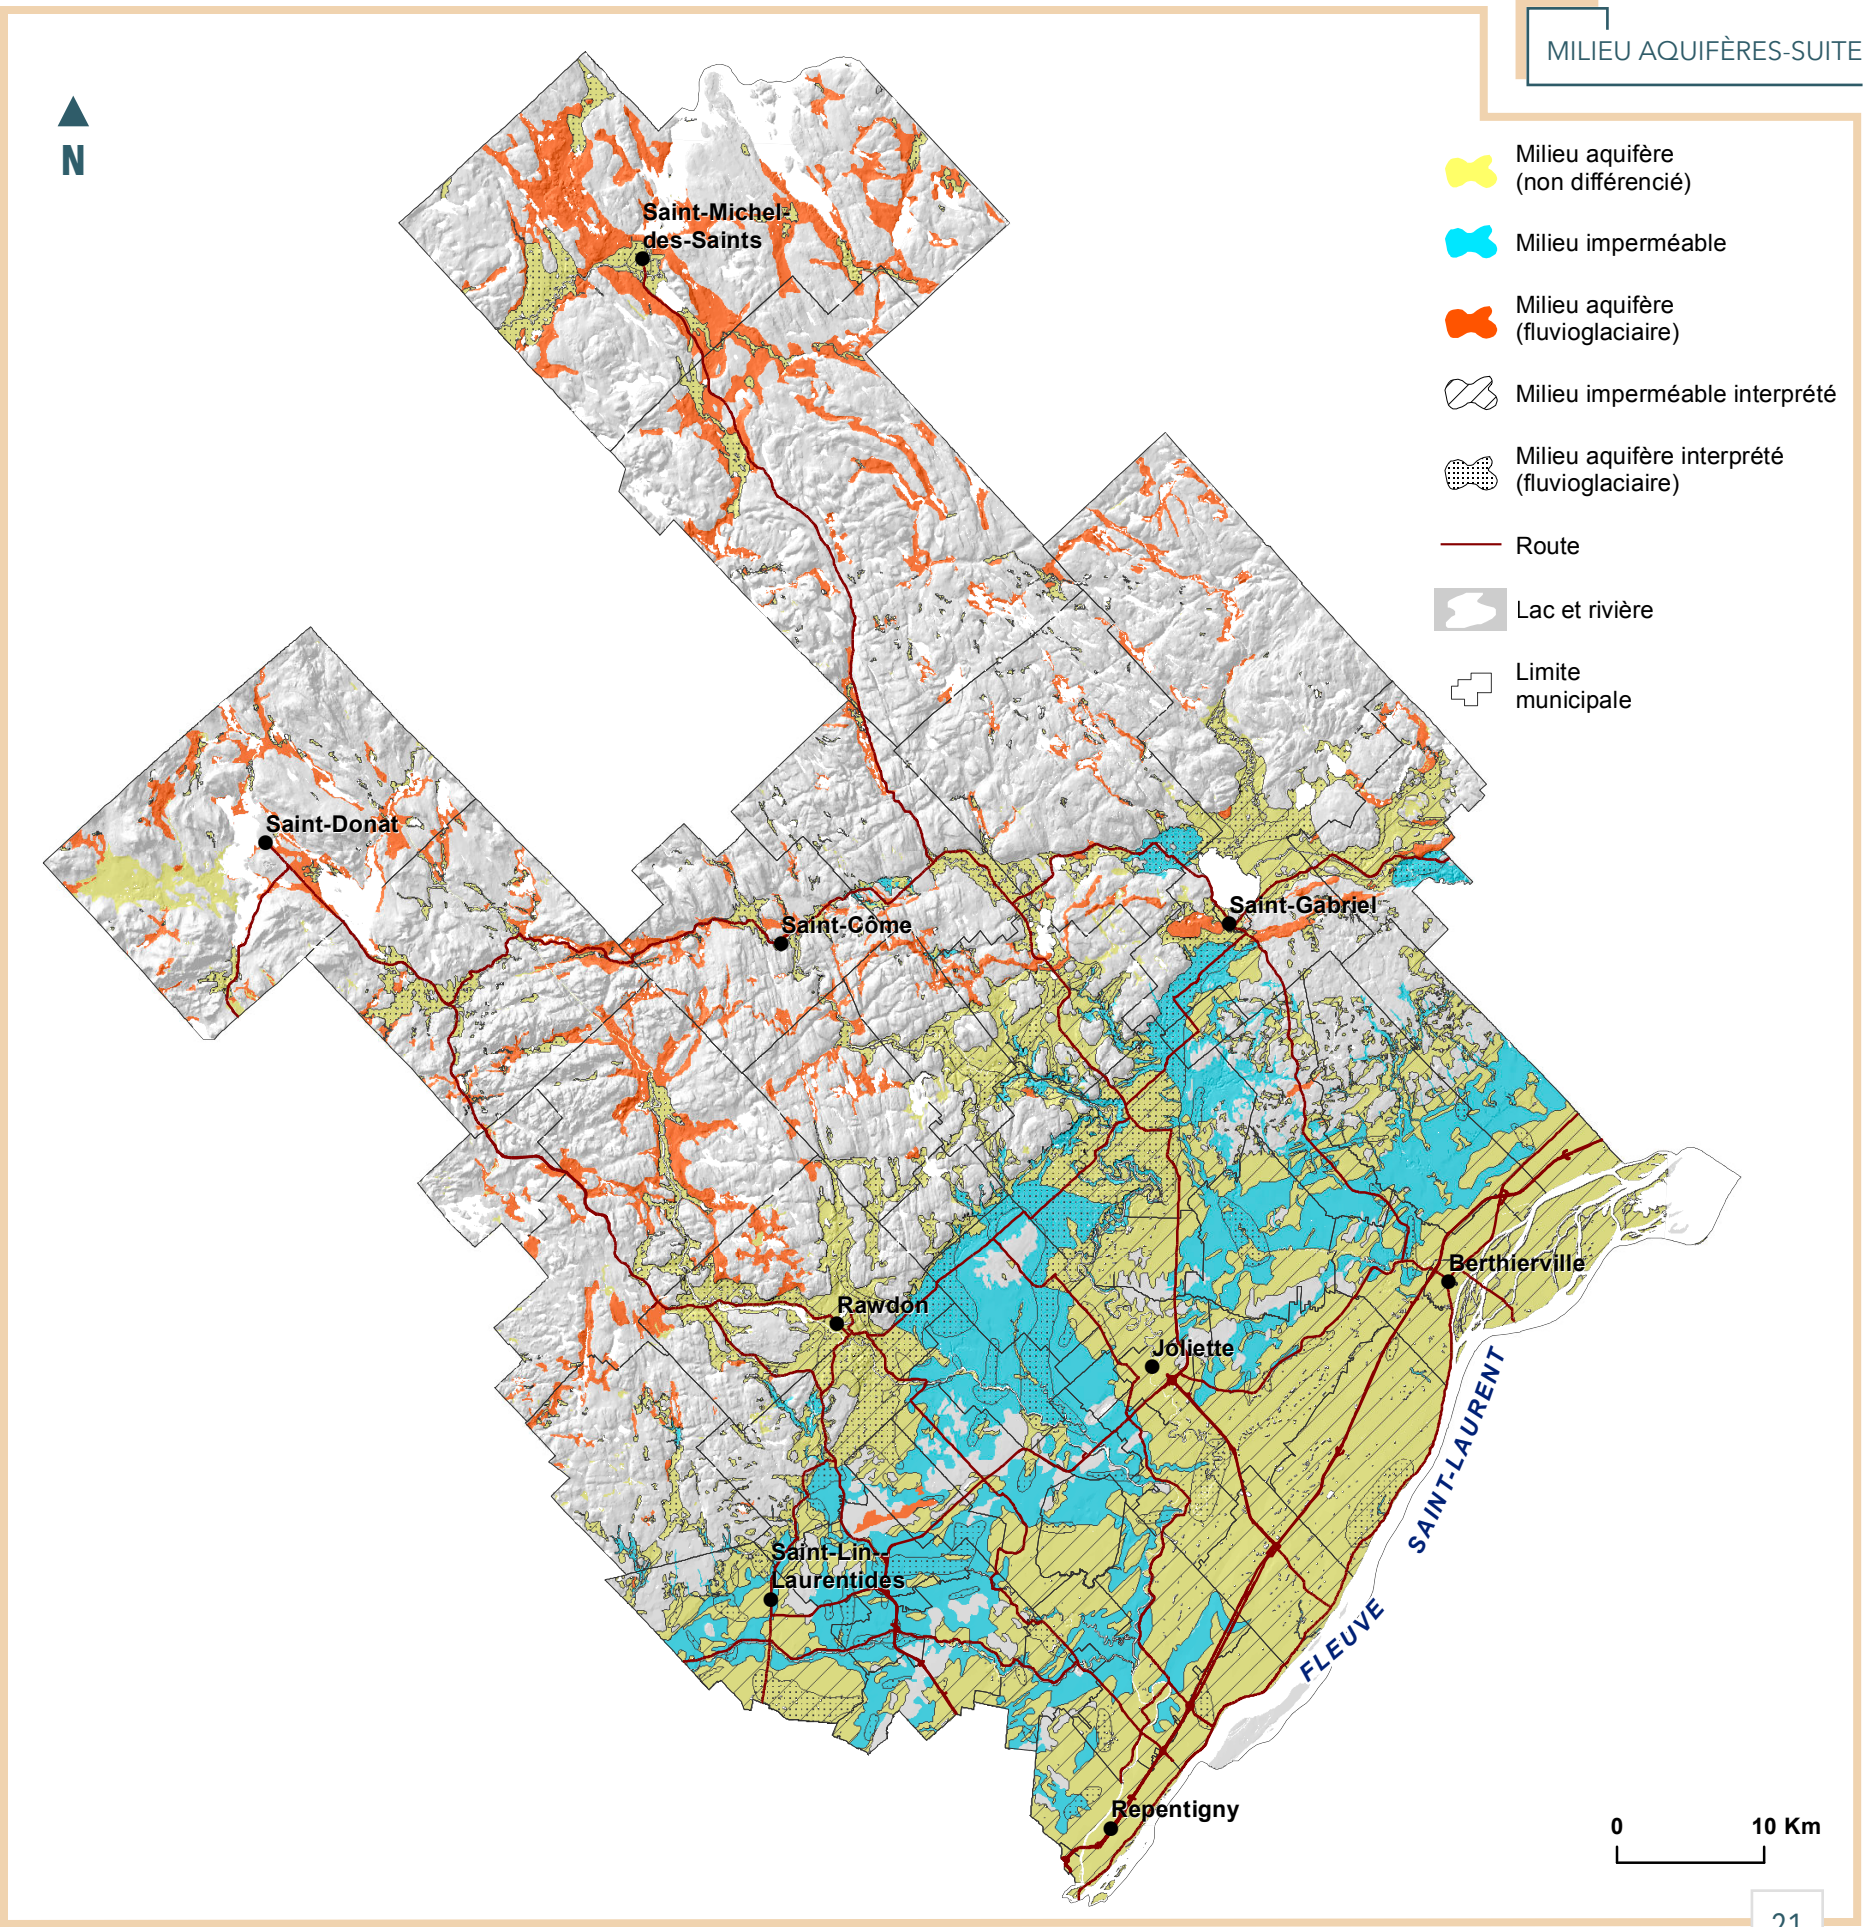 MILIEU AQUIFÈRES-SUITE
N
Milieu aquifère
(non différencié)
Milieu imperméable
Milieu aquifère
(fluvioglaciaire)
Milieu imperméable interprété
Milieu aquifère interprété
(fluvioglaciaire)
Route
Lac et rivière
Limite
municipale
Saint-Michel-
des-Saints
Saint-Donat
Saint-Côme
Saint-Gabriel
Berthierville
Rawdon
Joliette
Saint-Lin--
Laurentides
FLEUVE SAINT-LAURENT
Repentigny
0 10 Km
21